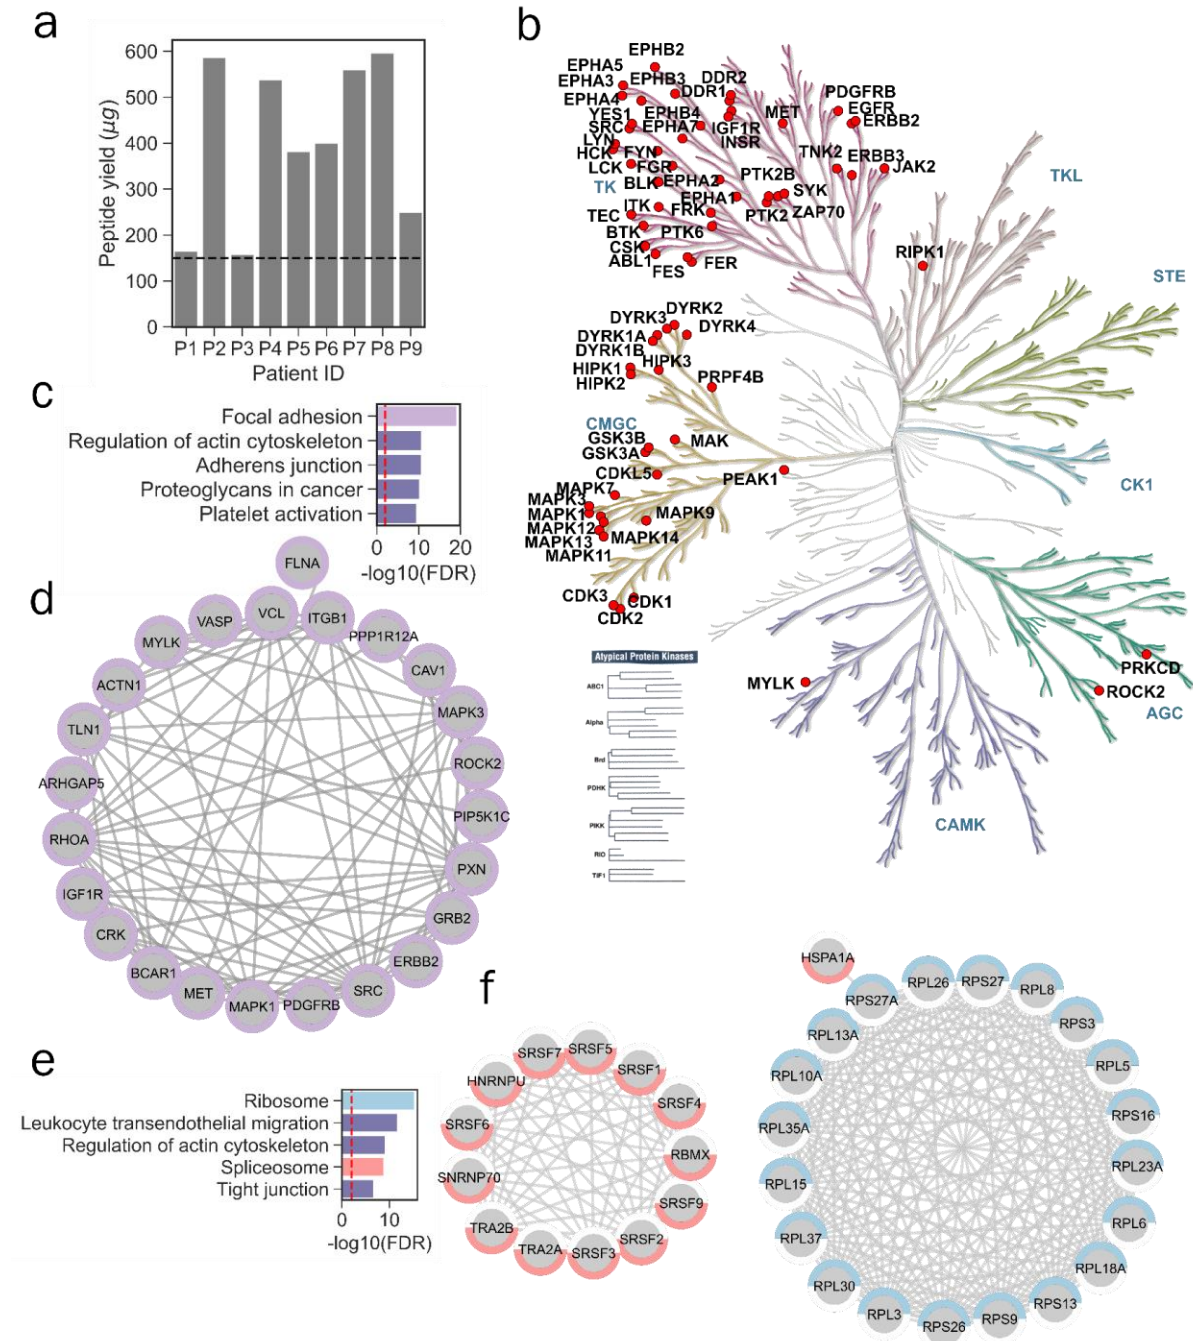 a
Peptide yield (μg)
600
500
400
300
200
100
0
P1 P2 P3 P4 P5 P6 P7 P8 P9
Patient ID
b
EPHB2
EPHA5
EPHA3
EPHB3
DDR2
DDR1
EPHA4
PDGFRB
EGFR
ERBB2
MET
YES1
EPHB4
SRC
EPHA7
IGF1R
INSR
LYN
HCK
FYN
TNK2
ERBB3
JAK2
LCK
FGR
PTK2B
TK
BLK
EPHA2
SYK
EPHA1
ITK
FRK
PTK2
ZAP70
TEC
BTK
PTK6
CSK
ABL1
FES
FER
TKL
RIPK1
STE
DYRK2
DYRK3
DYRK4
DYRK1A
DYRK1B
HIPK3
HIPK1
HIPK2
PRPF4B
CMGC
GSK3B
GSK3A
MAK
CDKL5
PEAK1
CK1
MAPK7
MAPK3
MAPK1
MAPK9
MAPK12
MAPK13
MAPK14
MAPK11
CDK3
CDK1
CDK2
Atypical Protein Kinases
ABC1
Alpha
Brd
PDHK
PIKK
RIO
TIF1
MYLK
PRKCD
ROCK2
AGC
CAMK
c
Focal adhesion
Regulation of actin cytoskeleton
Adherens junction
Proteoglycans in cancer
Platelet activation
0 10 20
-log10(FDR)
d
FLNA
VCL
ITGB1
VASP
PPP1R12A
MYLK
CAV1
ACTN1
MAPK3
TLN1
ROCK2
ARHGAP5
PIP5K1C
RHOA
PXN
IGF1R
GRB2
CRK
ERBB2
BCAR1
SRC
MET
MAPK1
PDGFRB
e
Ribosome
Leukocyte transendothelial migration
Regulation of actin cytoskeleton
Spliceosome
Tight junction
0 10
-log10(FDR)
f
SRSF7
SRSF5
SRSF1
HNRNPU
SRSF4
SRSF6
RBMX
SNRNP70
SRSF9
TRA2B
SRSF2
TRA2A
SRSF3
HSPA1A
RPS27A
RPL26
RPS27
RPL8
RPL13A
RPS3
RPL10A
RPL5
RPL35A
RPS16
RPL15
RPL23A
RPL37
RPL6
RPL30
RPL18A
RPL3
RPS26
RPS9
RPS13